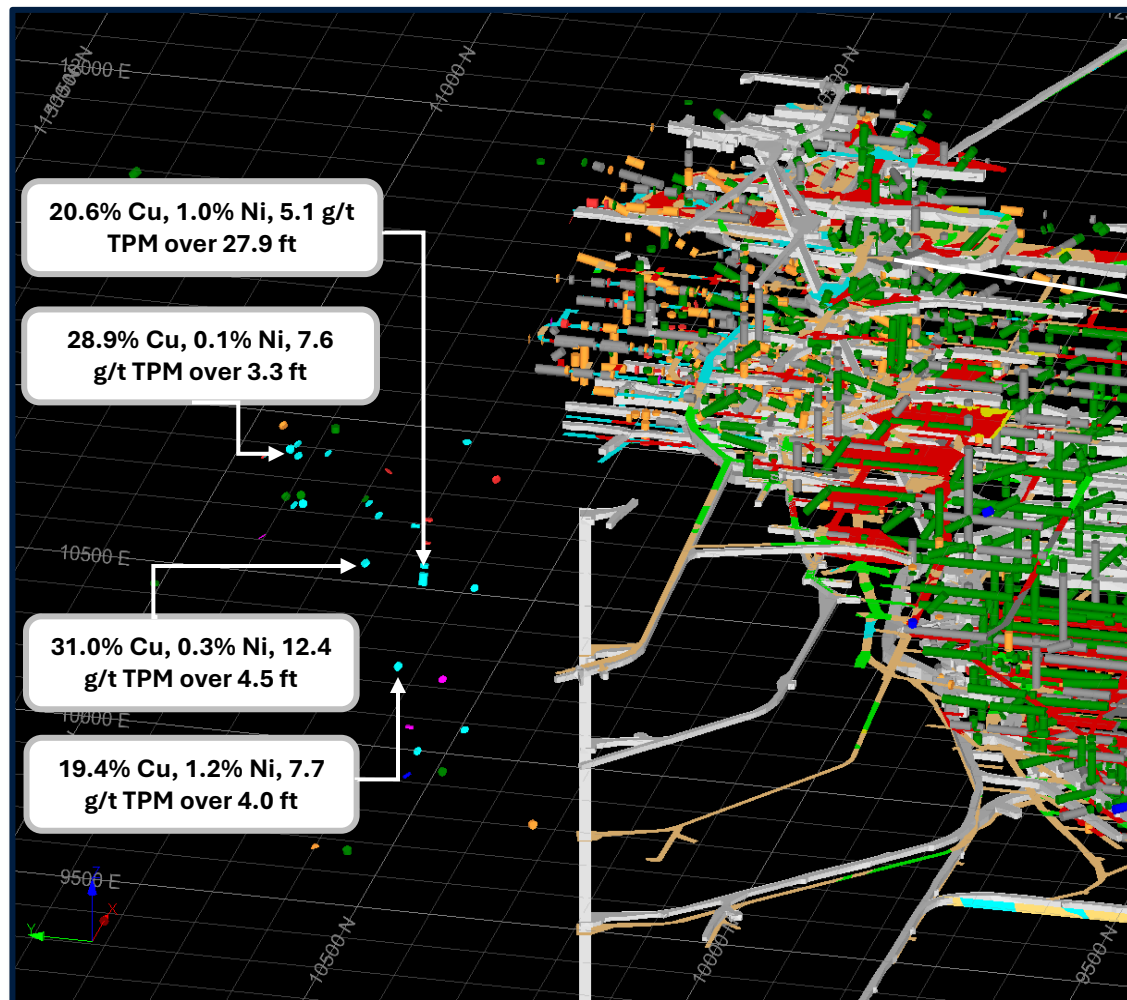 12000 E
11500 N
11000 N
20.6% Cu, 1.0% Ni, 5.1 g/t
TPM over 27.9 ft
28.9% Cu, 0.1% Ni, 7.6
g/t TPM over 3.3 ft
10500 E
31.0% Cu, 0.3% Ni, 12.4
g/t TPM over 4.5 ft
10000 E
19.4% Cu, 1.2% Ni, 7.7
g/t TPM over 4.0 ft
9500 E
Y
X
10500 N
10000 N
9500 N